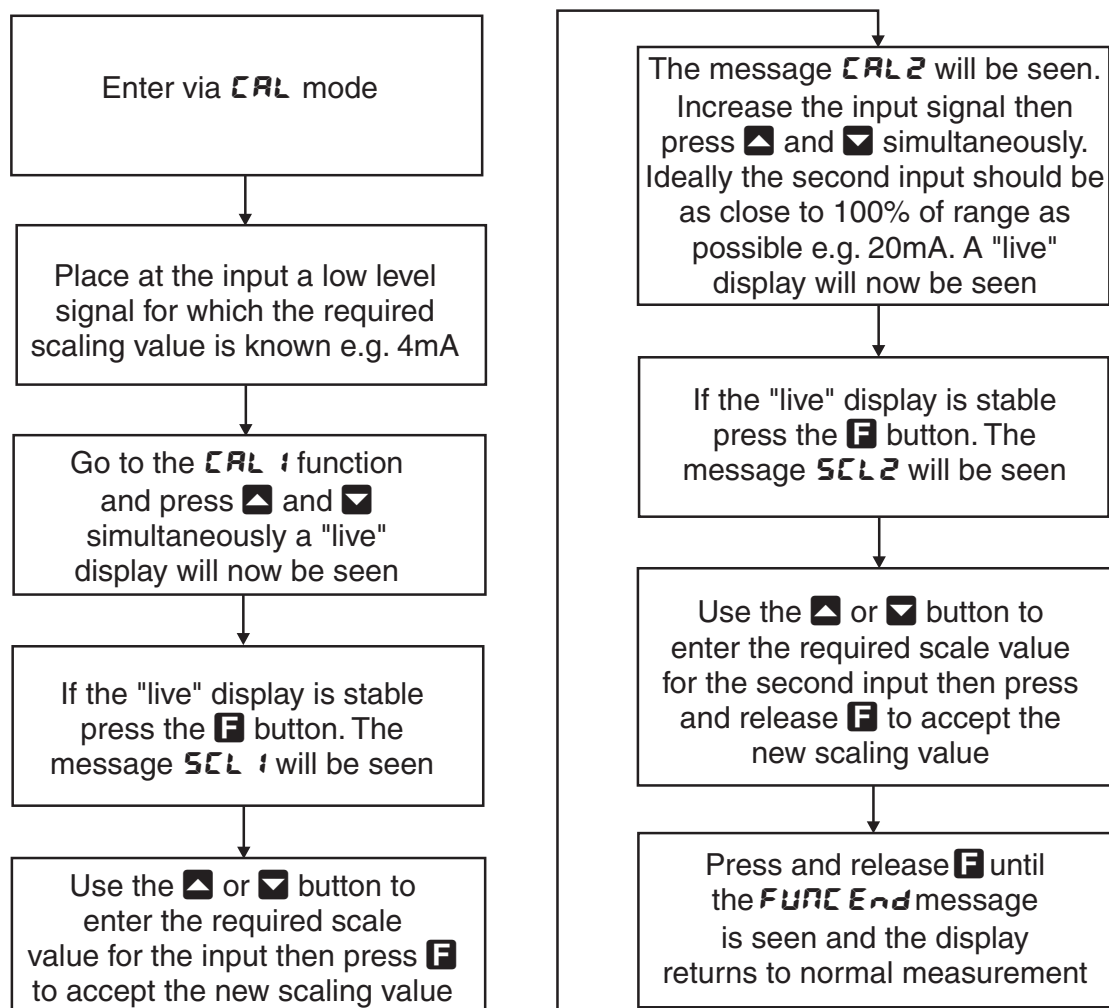 Enter via CAL mode
Place at the input a low level
signal for which the required
scaling value is known e.g. 4mA
Go to the CAL 1 function
and press ▲ and ▼
simultaneously a "live"
display will now be seen
If the "live" display is stable
press the F button. The
message SCL 1 will be seen
Use the ▲ or ▼ button to
enter the required scale
value for the input then press F
to accept the new scaling value
The message CAL2 will be seen.
Increase the input signal then
press ▲ and ▼ simultaneously.
Ideally the second input should be
as close to 100% of range as
possible e.g. 20mA. A "live"
display will now be seen
If the "live" display is stable
press the F button. The
message SCL2 will be seen
Use the ▲ or ▼ button to
enter the required scale value
for the second input then press
and release F to accept the
new scaling value
Press and release F until
the FUNC End message
is seen and the display
returns to normal measurement